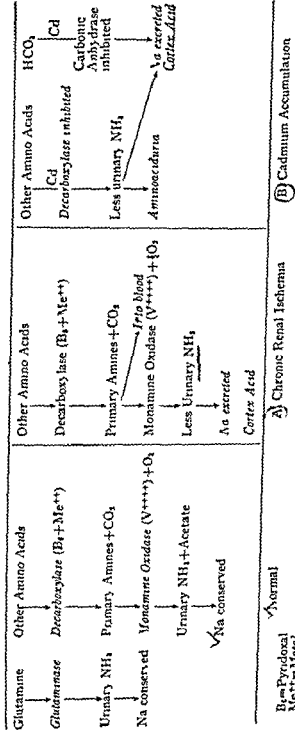 Glutamine
Glutaminase
Urinary NH₃
Na conserved
Other Amino Acids
Decarboxylase (B₆+Me++)
Primary Amines+CO₂
Monamine Oxidase (V++++)+O₂
Urinary NH₃+Acetate
Na conserved
Normal
B₆=Pyridoxal
Other Amino Acids
Decarboxylase (B₆+Me++)
Primary Amines+CO₂
Into blood
Monamine Oxidase (V++++)+½O₂
Less Urinary NH₃
Na excreted
Cortex Acid
A) Chronic Renal Ischemia
Other Amino Acids
Cd
Decarboxylase inhibited
Less urinary NH₃
Aminoaciduria
HCO₃
Cd
Carbonic
Anhydrase
inhibited
Na excreted
Cortex Acid
(B) Cadmium Accumulation